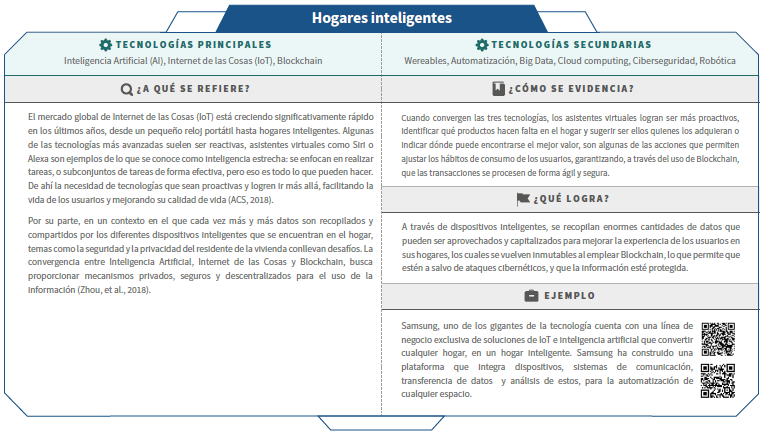 Hogares inteligentes
TECNOLOGÍAS PRINCIPALES
Inteligencia Artificial (AI), Internet de las Cosas (IoT), Blockchain
¿A QUÉ SE REFIERE?
El mercado global de Internet de las Cosas (IoT) está creciendo significativamente rápido
en los últimos años, desde un pequeño reloj portátil hasta hogares inteligentes. Algunas
de las tecnologías más avanzadas suelen ser reactivas, asistentes virtuales como Siri o
Alexa son ejemplos de lo que se conoce como inteligencia estrecha: se enfocan en realizar
tareas, o subconjuntos de tareas de forma efectiva, pero eso es todo lo que pueden hacer.
De ahí la necesidad de tecnologías que sean proactivas y logren ir más allá, facilitando la
vida de los usuarios y mejorando su calidad de vida (ACS, 2018).
Por su parte, en un contexto en el que cada vez más y más datos son recopilados y
compartidos por los diferentes dispositivos inteligentes que se encuentran en el hogar,
temas como la seguridad y la privacidad del residente de la vivienda conllevan desafíos. La
convergencia entre Inteligencia Artificial, Internet de las Cosas y Blockchain, busca
proporcionar mecanismos privados, seguros y descentralizados para el uso de la
información (Zhou, et al., 2018).
TECNOLOGÍAS SECUNDARIAS
Wereables, Automatización, Big Data, Cloud computing, Ciberseguridad, Robótica
¿CÓMO SE EVIDENCIA?
Cuando convergen las tres tecnologías, los asistentes virtuales logran ser más proactivos,
identificar qué productos hacen falta en el hogar y sugerir ser ellos quienes los adquieran o
indicar dónde puede encontrarse el mejor valor, son algunas de las acciones que permiten
ajustar los hábitos de consumo de los usuarios, garantizando, a través del uso de Blockchain,
que las transacciones se procesen de forma ágil y segura.
¿QUÉ LOGRA?
A través de dispositivos inteligentes, se recopilan enormes cantidades de datos que
pueden ser aprovechados y capitalizados para mejorar la experiencia de los usuarios en
sus hogares, los cuales se vuelven inmutables al emplear Blockchain, lo que permite que
estén a salvo de ataques cibernéticos, y que la información esté protegida.
EJEMPLO
Samsung, uno de los gigantes de la tecnología cuenta con una línea de
negocio exclusiva de soluciones de IoT e inteligencia artificial que convertir
cualquier hogar, en un hogar inteligente. Samsung ha construido una
plataforma que integra dispositivos, sistemas de comunicación,
transferencia de datos y análisis de estos, para la automatización de
cualquier espacio.